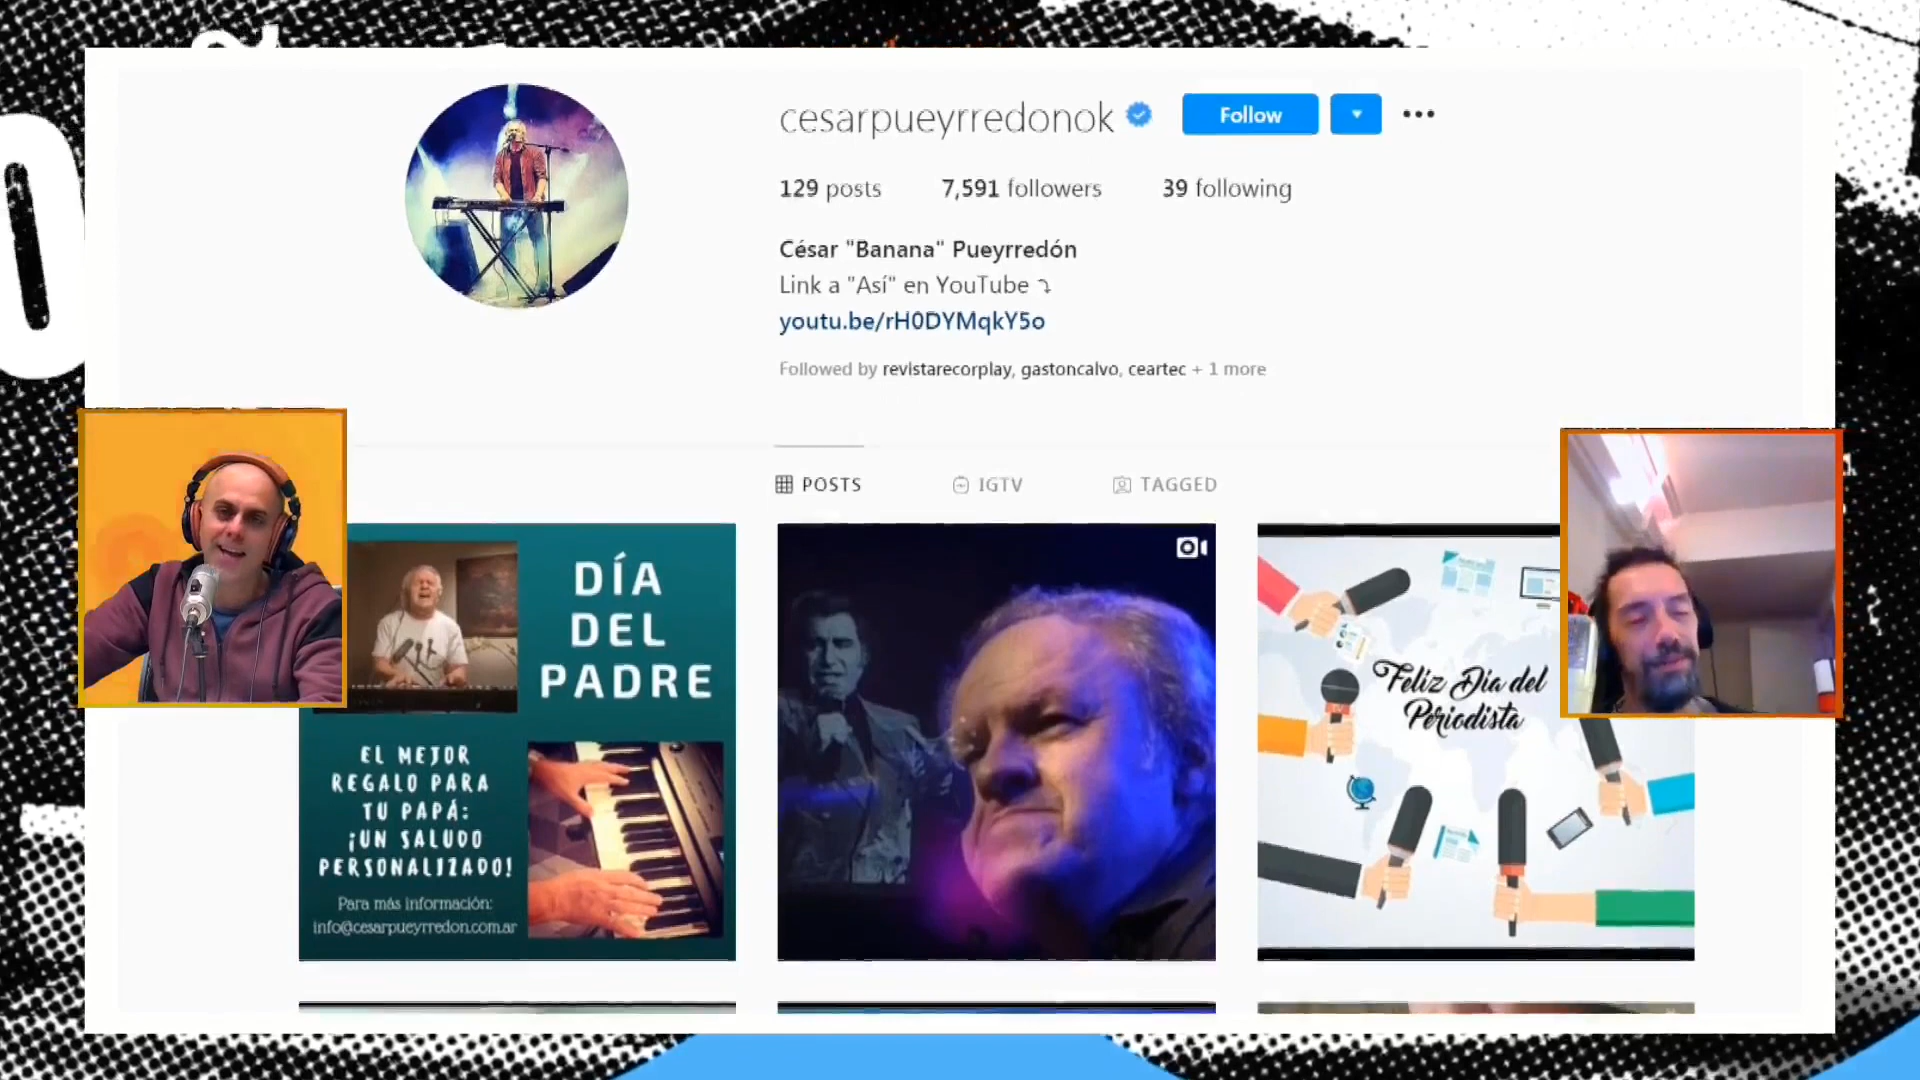 cesarpueyrredonok
Follow
129 posts
7,591 followers
39 following
César "Banana" Pueyrredón
Link a "Así" en YouTube ⤵
youtu.be/rH0DYMqkY5o
Followed by revistarecorplay, gastoncalvo, ceartec + 1 more
POSTS
IGTV
TAGGED
DÍA
DEL
PADRE
EL MEJOR
REGALO PARA
TU PAPÁ:
¡UN SALUDO
PERSONALIZADO!
Para más información:
info@cesarpueyrredon.com.ar
Feliz Dia del
Periodista